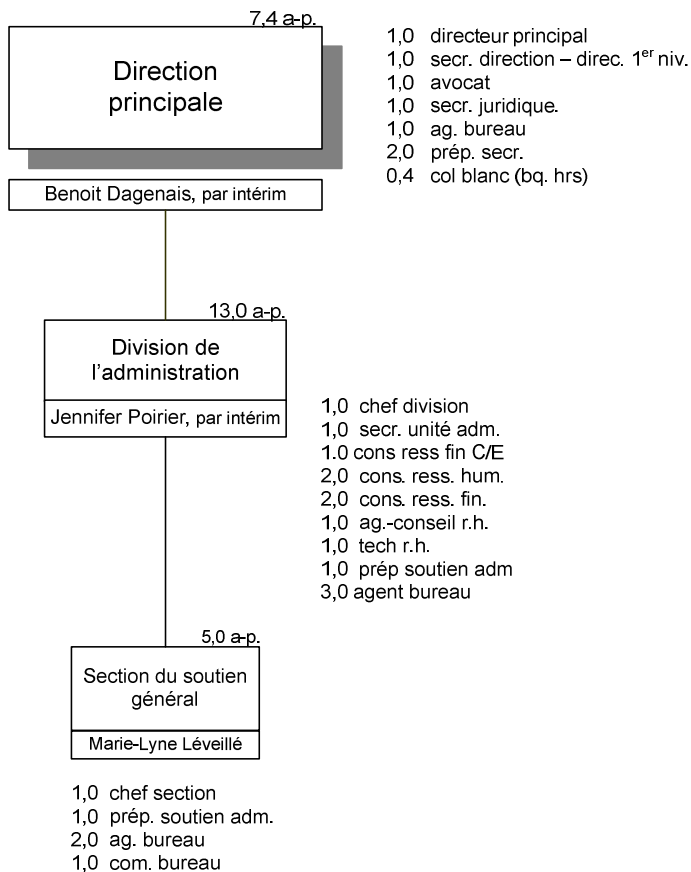 7,4 a-p.
Direction
principale
Benoit Dagenais, par intérim
1,0 directeur principal
1,0 secr. direction – direc. 1er niv.
1,0 avocat
1,0 secr. juridique.
1,0 ag. bureau
2,0 prép. secr.
0,4 col blanc (bq. hrs)
13,0 a-p.
Division de
l'administration
Jennifer Poirier, par intérim
1,0 chef division
1,0 secr. unité adm.
1.0 cons ress fin C/E
2,0 cons. ress. hum.
2,0 cons. ress. fin.
1,0 ag.-conseil r.h.
1,0 tech r.h.
1,0 prép soutien adm
3,0 agent bureau
5,0 a-p.
Section du soutien
général
Marie-Lyne Léveillé
1,0 chef section
1,0 prép. soutien adm.
2,0 ag. bureau
1,0 com. bureau